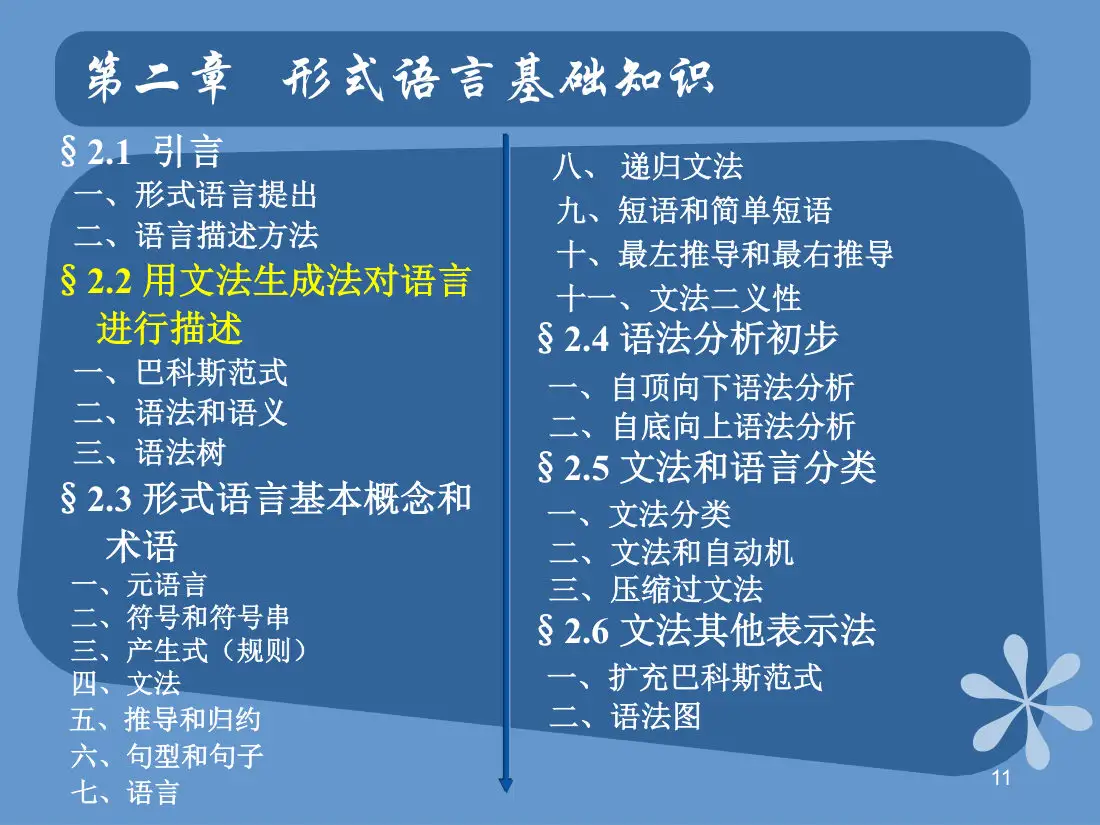 第二章 形式语言基础知识
§2.1 引言
一、形式语言提出
二、语言描述方法
§2.2 用文法生成法对语言
进行描述
一、巴科斯范式
二、语法和语义
三、语法树
§2.3 形式语言基本概念和
术语
一、元语言
二、符号和符号串
三、产生式（规则）
四、文法
五、推导和归约
六、句型和句子
七、语言
八、 递归文法
九、短语和简单短语
十、最左推导和最右推导
十一、文法二义性
§2.4 语法分析初步
一、自顶向下语法分析
二、自底向上语法分析
§2.5 文法和语言分类
一、文法分类
二、文法和自动机
三、压缩过文法
§2.6 文法其他表示法
一、扩充巴科斯范式
二、语法图
11